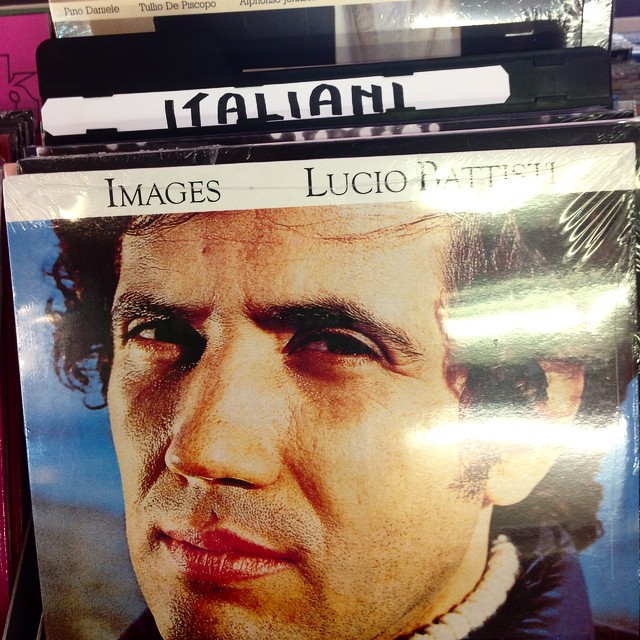 Pino Daniele Tullio De Piscopo Alphonso
ITALIANI
IMAGES LUCIO BATTISTI